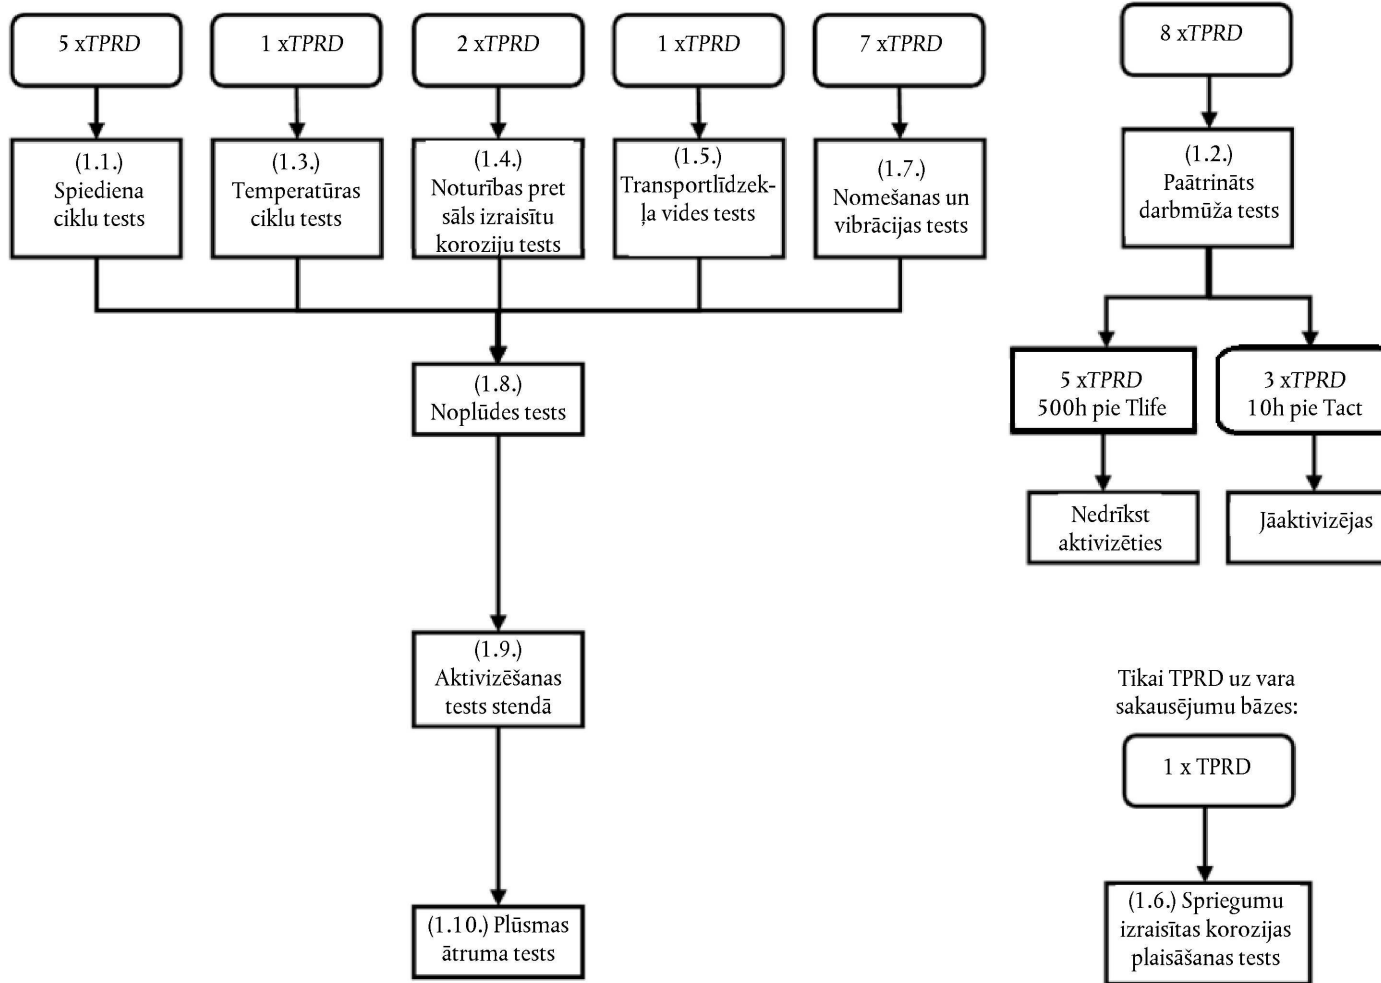 5 xTPRD
1 xTPRD
2 xTPRD
1 xTPRD
7 xTPRD
8 xTPRD
(1.1.)
Spiediena
ciklu tests
(1.3.)
Temperatūras
ciklu tests
(1.4.)
Noturības pret
sāls izraisītu
koroziju tests
(1.5.)
Transportlīdzek-
ļa vides tests
(1.7.)
Nomešanas un
vibrācijas tests
(1.2.)
Paātrināts
darbmūža tests
(1.8.)
Noplūdes tests
5 xTPRD
500h pie Tlife
3 xTPRD
10h pie Tact
Nedrīkst
aktivizēties
Jāaktivizējas
(1.9.)
Aktivizēšanas
tests stendā
(1.10.) Plūsmas
ātruma tests
Tikai TPRD uz vara
sakausējumu bāzes:
1 x TPRD
(1.6.) Spriegumu
izraisītas korozijas
plaisāšanas tests